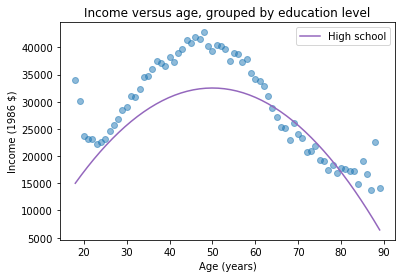 Income versus age, grouped by education level
High school
Income (1986 $)
40000
35000
30000
25000
20000
15000
10000
5000
20 30 40 50 60 70 80 90
Age (years)